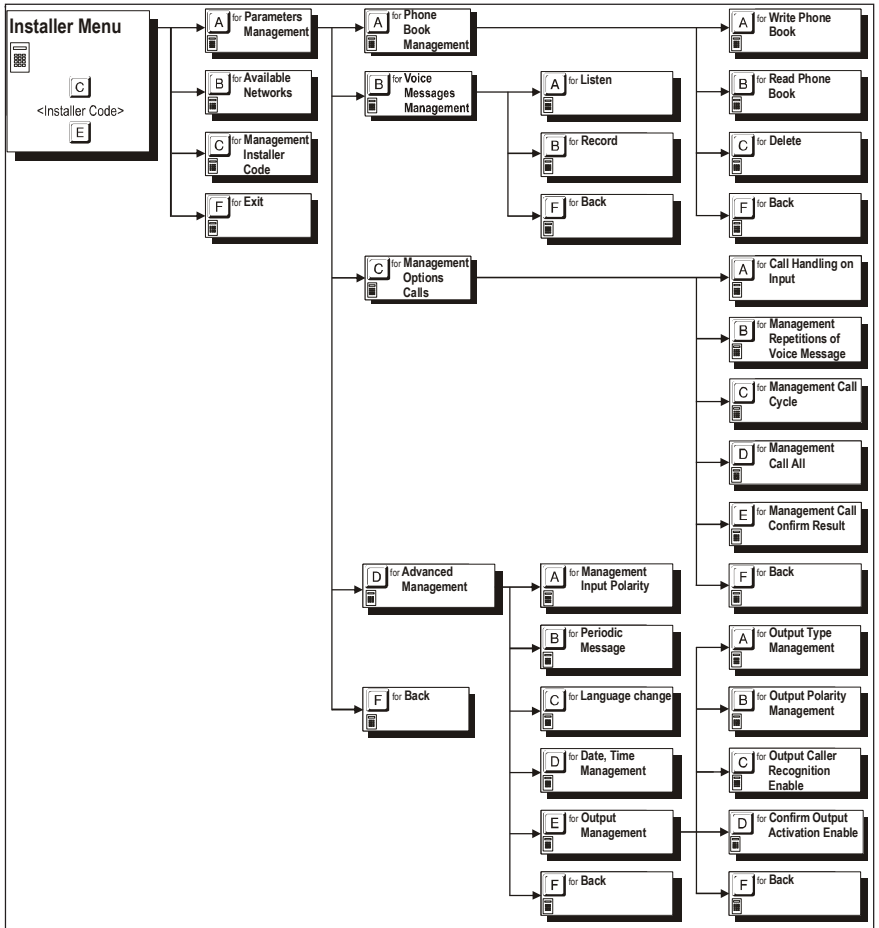 Installer Menu
C
<Installer Code>
E
A for Parameters
Management
B for Available
Networks
C for Management
Installer
Code
F for Exit
A for Phone
Book
Management
B for Voice
Messages
Management
C for Management
Options
Calls
D for Advanced
Management
F for Back
A for Listen
B for Record
F for Back
A for Write Phone
Book
B for Read Phone
Book
C for Delete
F for Back
A for Call Handling on
Input
B for Management
Repetitions of
Voice Message
C for Management Call
Cycle
D for Management
Call All
E for Management Call
Confirm Result
F for Back
A for Management
Input Polarity
B for Periodic
Message
C for Language change
D for Date, Time
Management
E for Output
Management
F for Back
A for Output Type
Management
B for Output Polarity
Management
C for Output Caller
Recognition
Enable
D for Confirm Output
Activation Enable
F for Back